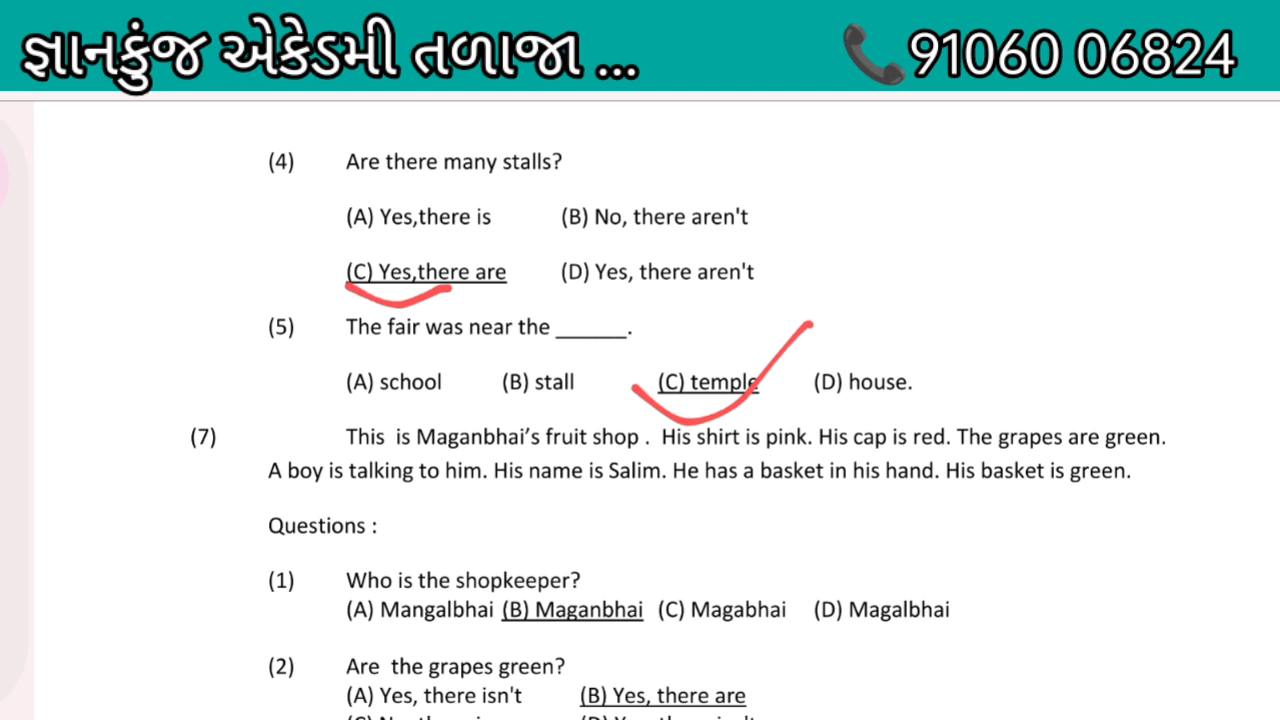 જ્ઞાનકુંજ એકેડમી તળાજા ... 91060 06824
(4) Are there many stalls?
(A) Yes,there is (B) No, there aren't
(C) Yes,there are (D) Yes, there aren't
(5) The fair was near the ______.
(A) school (B) stall (C) temple (D) house.
(7) This is Maganbhai's fruit shop . His shirt is pink. His cap is red. The grapes are green.
A boy is talking to him. His name is Salim. He has a basket in his hand. His basket is green.
Questions :
(1) Who is the shopkeeper?
(A) Mangalbhai (B) Maganbhai (C) Magabhai (D) Magalbhai
(2) Are the grapes green?
(A) Yes, there isn't (B) Yes, there are